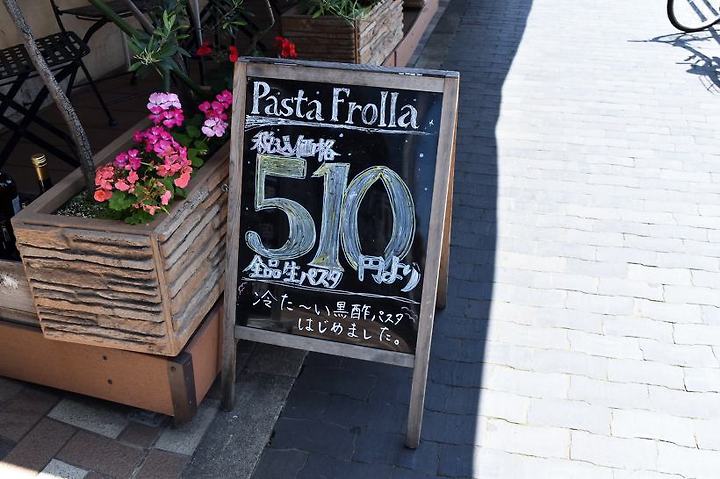 Pasta Frolla
税込価格
510
全品生パスタ 円より
冷た～い黒酢パスタ
はじめました。